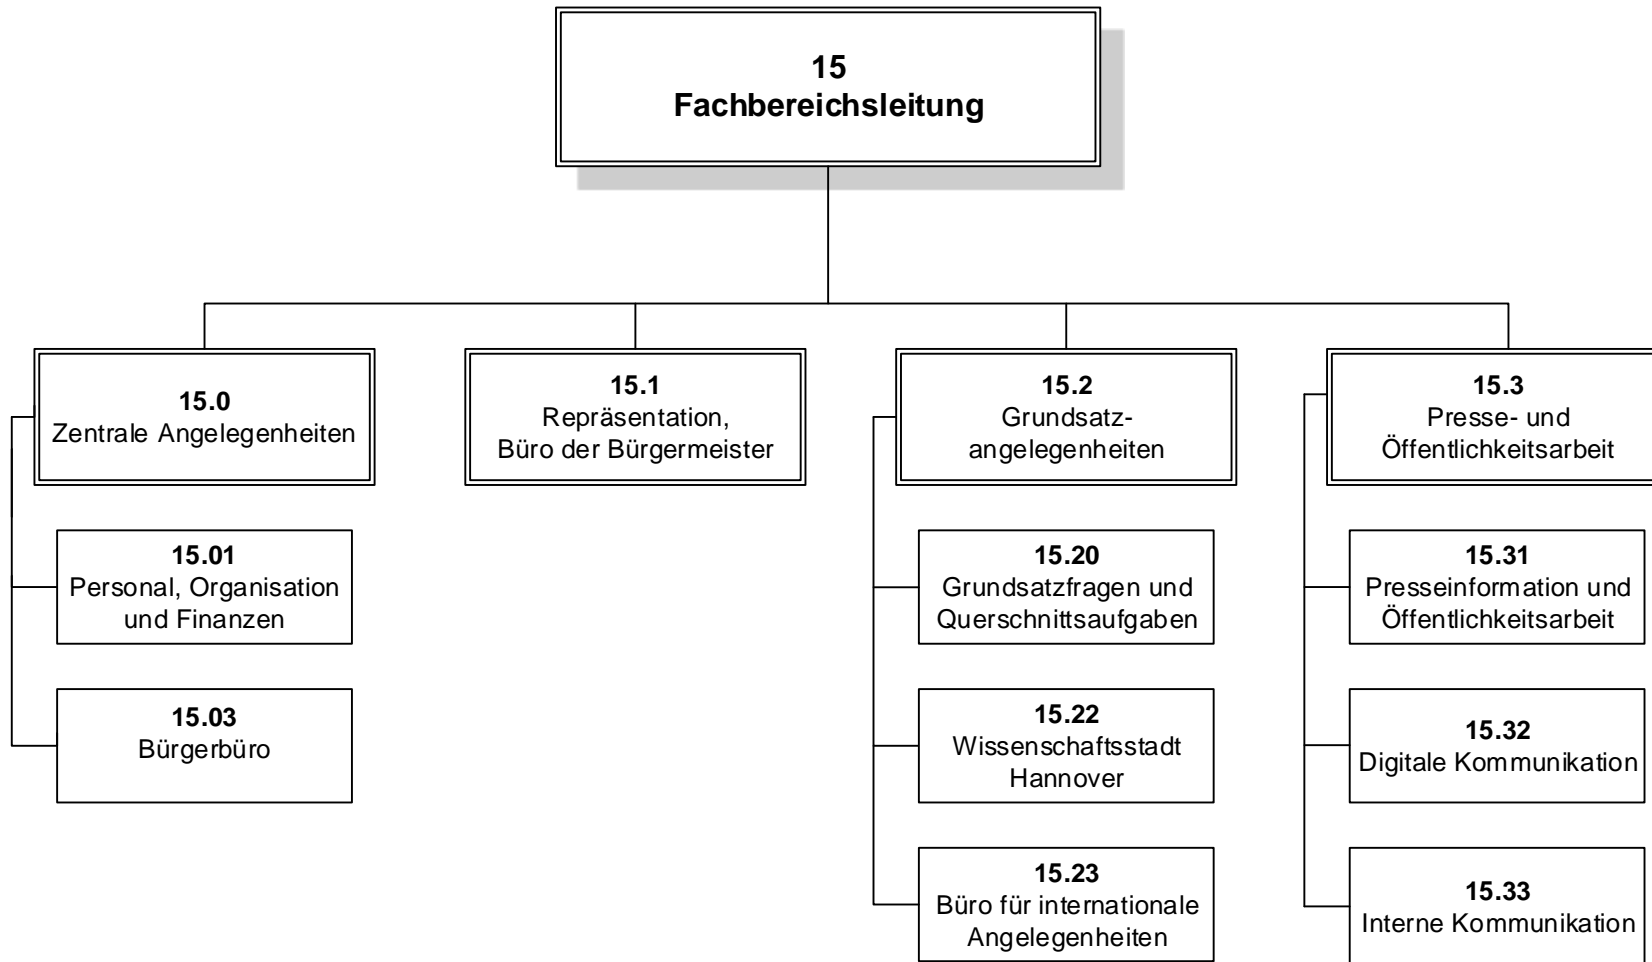 15
Fachbereichsleitung
15.0
Zentrale Angelegenheiten
15.1
Repräsentation,
Büro der Bürgermeister
15.2
Grundsatz-
angelegenheiten
15.3
Presse- und
Öffentlichkeitsarbeit
15.01
Personal, Organisation
und Finanzen
15.03
Bürgerbüro
15.20
Grundsatzfragen und
Querschnittsaufgaben
15.22
Wissenschaftsstadt
Hannover
15.23
Büro für internationale
Angelegenheiten
15.31
Presseinformation und
Öffentlichkeitsarbeit
15.32
Digitale Kommunikation
15.33
Interne Kommunikation